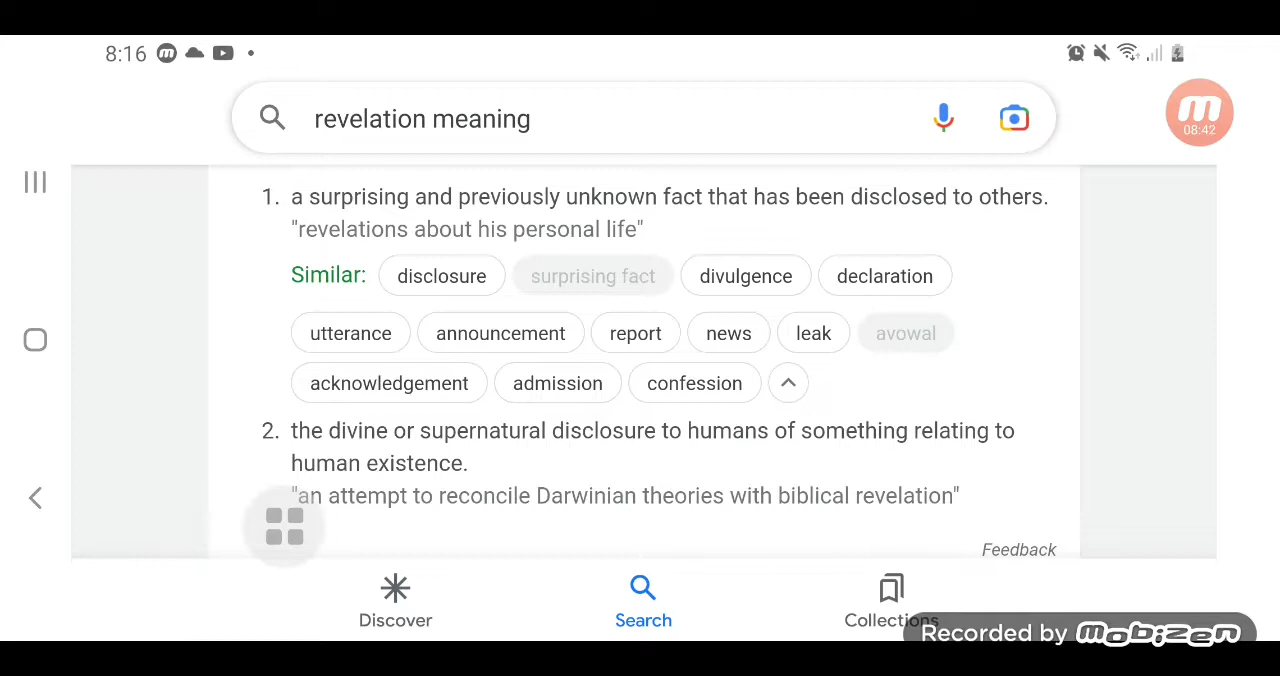 8:16
revelation meaning
08:42
1. a surprising and previously unknown fact that has been disclosed to others.
"revelations about his personal life"
Similar: disclosure surprising fact divulgence declaration
utterance announcement report news leak avowal
acknowledgement admission confession
2. the divine or supernatural disclosure to humans of something relating to
human existence.
"an attempt to reconcile Darwinian theories with biblical revelation"
Feedback
Discover Search Collections
Recorded by mobizen